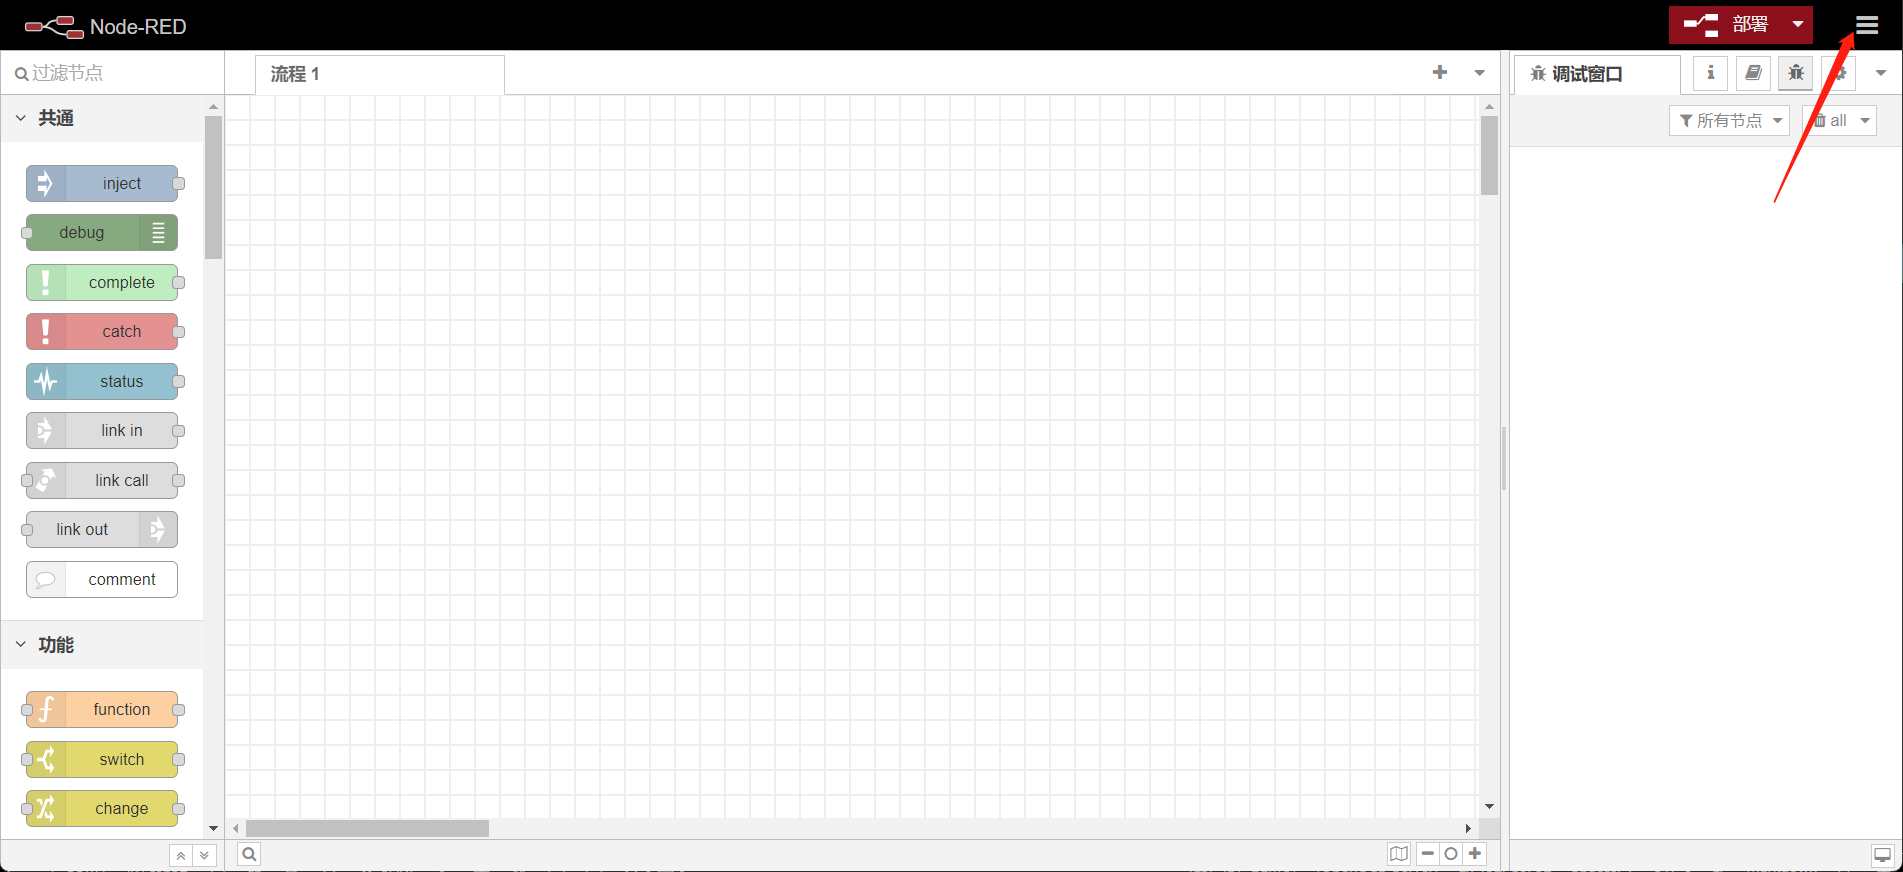 Node-RED
部署
过滤节点
流程 1
调试窗口
共通
所有节点
all
inject
debug
complete
catch
status
link in
link call
link out
comment
功能
function
switch
change